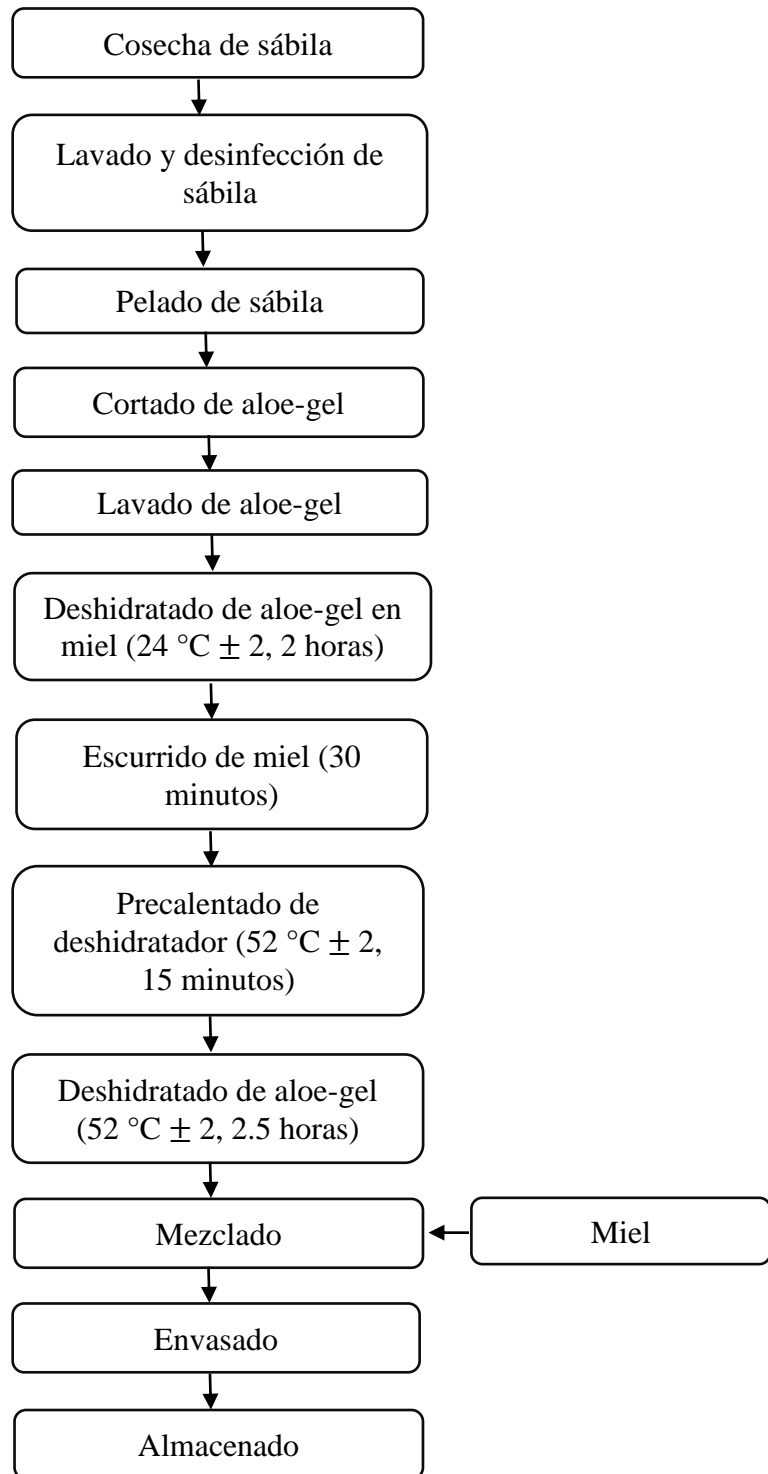 Cosecha de sábila
Lavado y desinfección de
sábila
Pelado de sábila
Cortado de aloe-gel
Lavado de aloe-gel
Deshidratado de aloe-gel en
miel (24 °C ± 2, 2 horas)
Escurrido de miel (30
minutos)
Precalentado de
deshidratador (52 °C ± 2,
15 minutos)
Deshidratado de aloe-gel
(52 °C ± 2, 2.5 horas)
Mezclado
Miel
Envasado
Almacenado